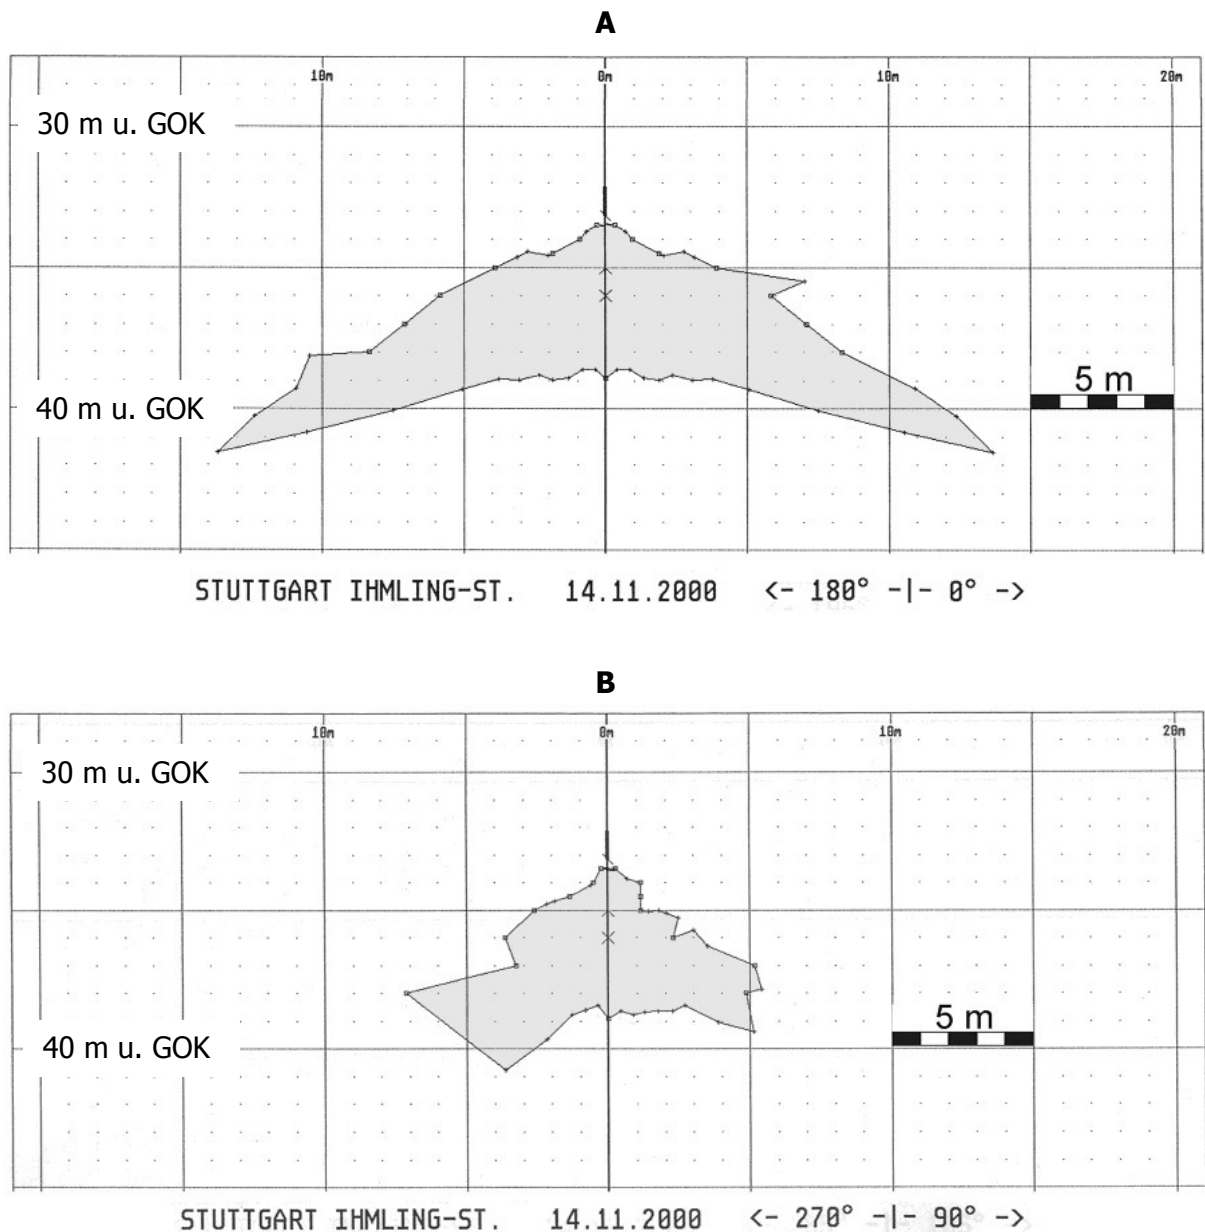 A
10m 0m 10m 20m
30 m u. GOK
40 m u. GOK
5 m
STUTTGART IHMLING-ST. 14.11.2000 <- 180° -|- 0° ->
B
10m 0m 10m 20m
30 m u. GOK
40 m u. GOK
5 m
STUTTGART IHMLING-ST. 14.11.2000 <- 270° -|- 90° ->